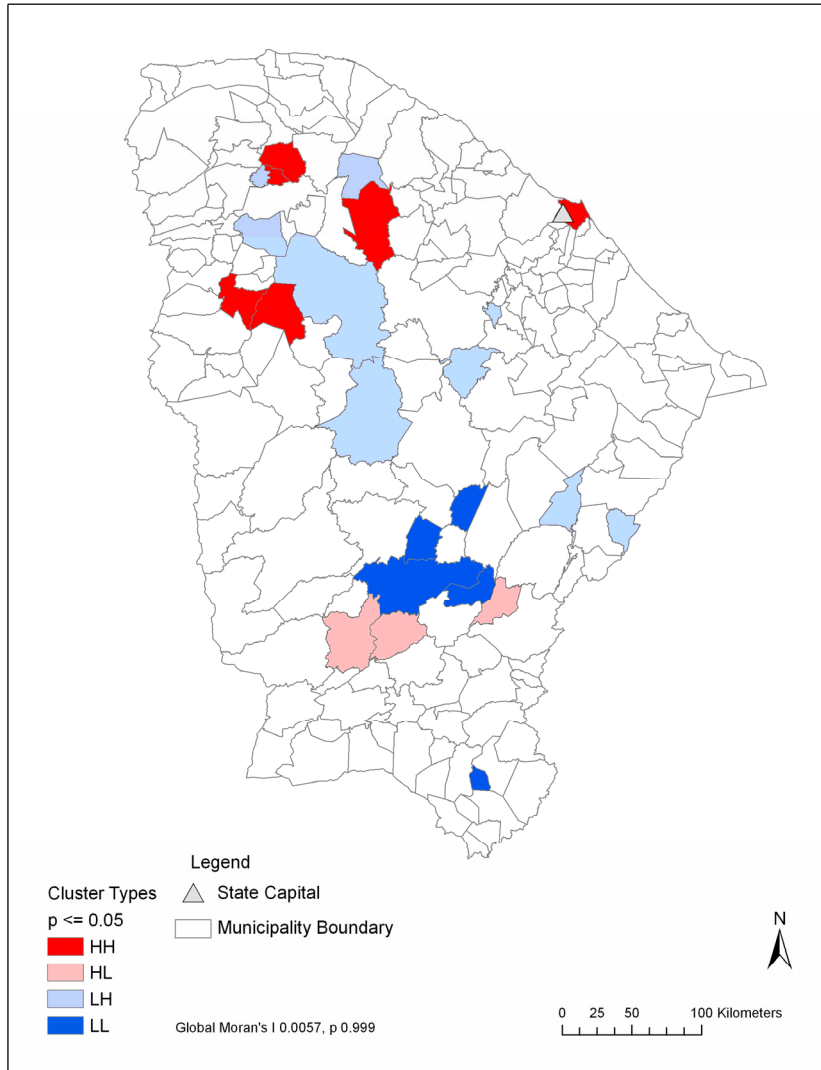 Legend
Cluster Types
State Capital
p <= 0.05
Municipality Boundary
HH
HL
LH
LL
Global Moran's I 0.0057, p 0.999
N
0 25 50 100 Kilometers